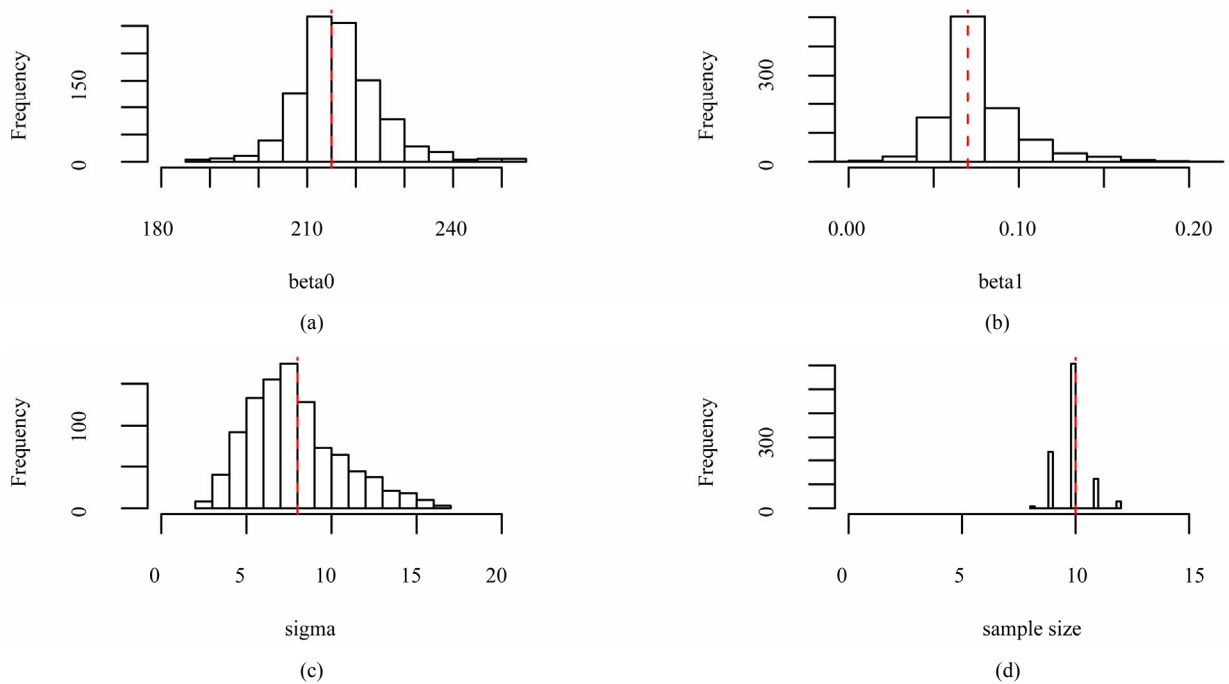 Frequency
150
0
180 210 240
beta0
(a)
Frequency
300
0
0.00 0.10 0.20
beta1
(b)
Frequency
100
0
0 5 10 15 20
sigma
(c)
Frequency
300
0
0 5 10 15
sample size
(d)